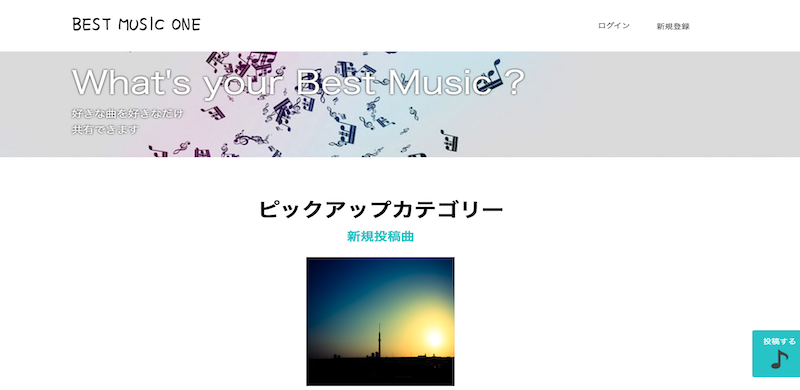 BEST MUSIC ONE
ログイン
新規登録
What's your Best Music ?
好きな曲を好きなだけ
共有できます
ピックアップカテゴリー
新規投稿曲
投稿する